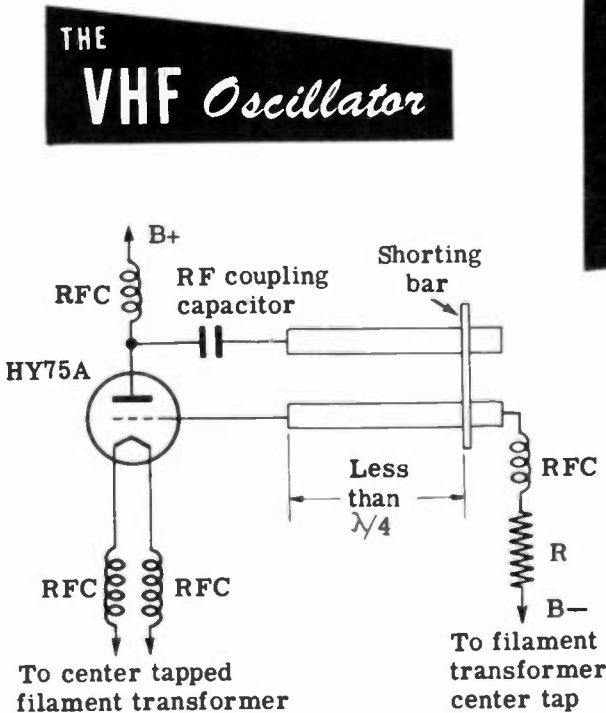 THE
VHF Oscillator
B+
RFC
RF coupling
capacitor
Shorting
bar
HY75A
Less
than
λ/4
RFC
R
RFC
RFC
B—
To center tapped
filament transformer
To filament
transformer
center tap